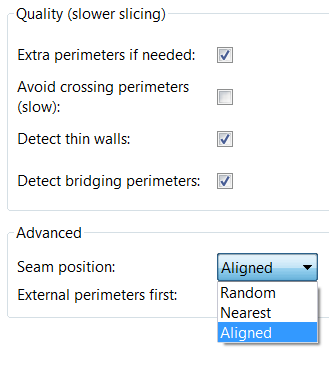 Quality (slower slicing)
Extra perimeters if needed:
Avoid crossing perimeters
(slow):
Detect thin walls:
Detect bridging perimeters:
Advanced
Seam position: Aligned
External perimeters first: Random
Nearest
Aligned